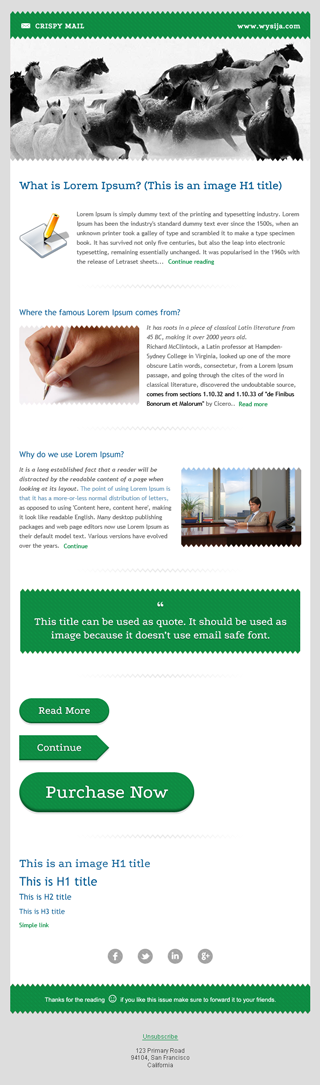 CRISPY MAIL
www.wysija.com
What is Lorem Ipsum? (This is an image H1 title)
Lorem Ipsum is simply dummy text of the printing and typesetting industry. Lorem
Ipsum has been the industry's standard dummy text ever since the 1500s, when an
unknown printer took a galley of type and scrambled it to make a type specimen
book. It has survived not only five centuries, but also the leap into electronic
typesetting, remaining essentially unchanged. It was popularised in the 1960s with
the release of Letraset sheets... Continue reading
Where the famous Lorem Ipsum comes from?
It has roots in a piece of classical Latin literature from
45 BC, making it over 2000 years old.
Richard McClintock, a Latin professor at Hampden-
Sydney College in Virginia, looked up one of the more
obscure Latin words, consectetur, from a Lorem Ipsum
passage, and going through the cites of the word in
classical literature, discovered the undoubtable source,
comes from sections 1.10.32 and 1.10.33 of "de Finibus
Bonorum et Malorum" by Cicero.. Read more
Why do we use Lorem Ipsum?
It is a long established fact that a reader will be
distracted by the readable content of a page when
looking at its layout. The point of using Lorem Ipsum is
that it has a more-or-less normal distribution of letters,
as opposed to using 'Content here, content here', making
it look like readable English. Many desktop publishing
packages and web page editors now use Lorem Ipsum as
their default model text. Various versions have evolved
over the years. Continue
“
This title can be used as quote. It should be used as
image because it doesn't use email safe font.
Read More
Continue
Purchase Now
This is an image H1 title
This is H1 title
This is H2 title
This is H3 title
Simple link
f
in
g+
Thanks for the reading ☺ if you like this issue make sure to forward it to your friends.
Unsubscribe
123 Primary Road
94104, San Francisco
California